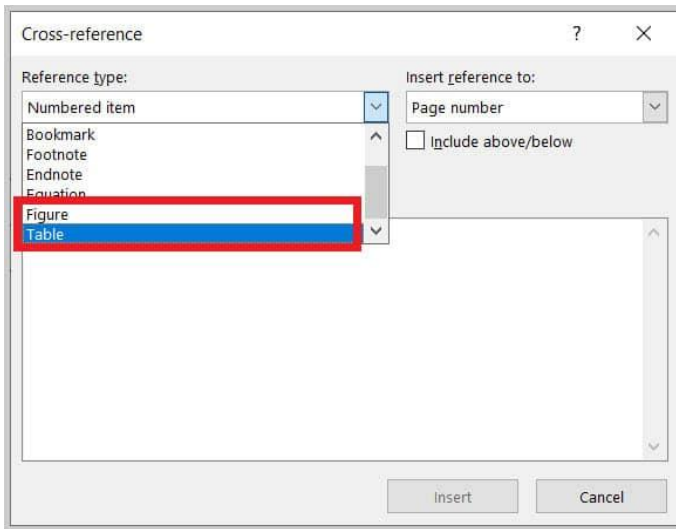 Cross-reference ?
Reference type: Insert reference to:
Numbered item Page number
Bookmark Include above/below
Footnote
Endnote
Equation
Figure
Table
Insert Cancel